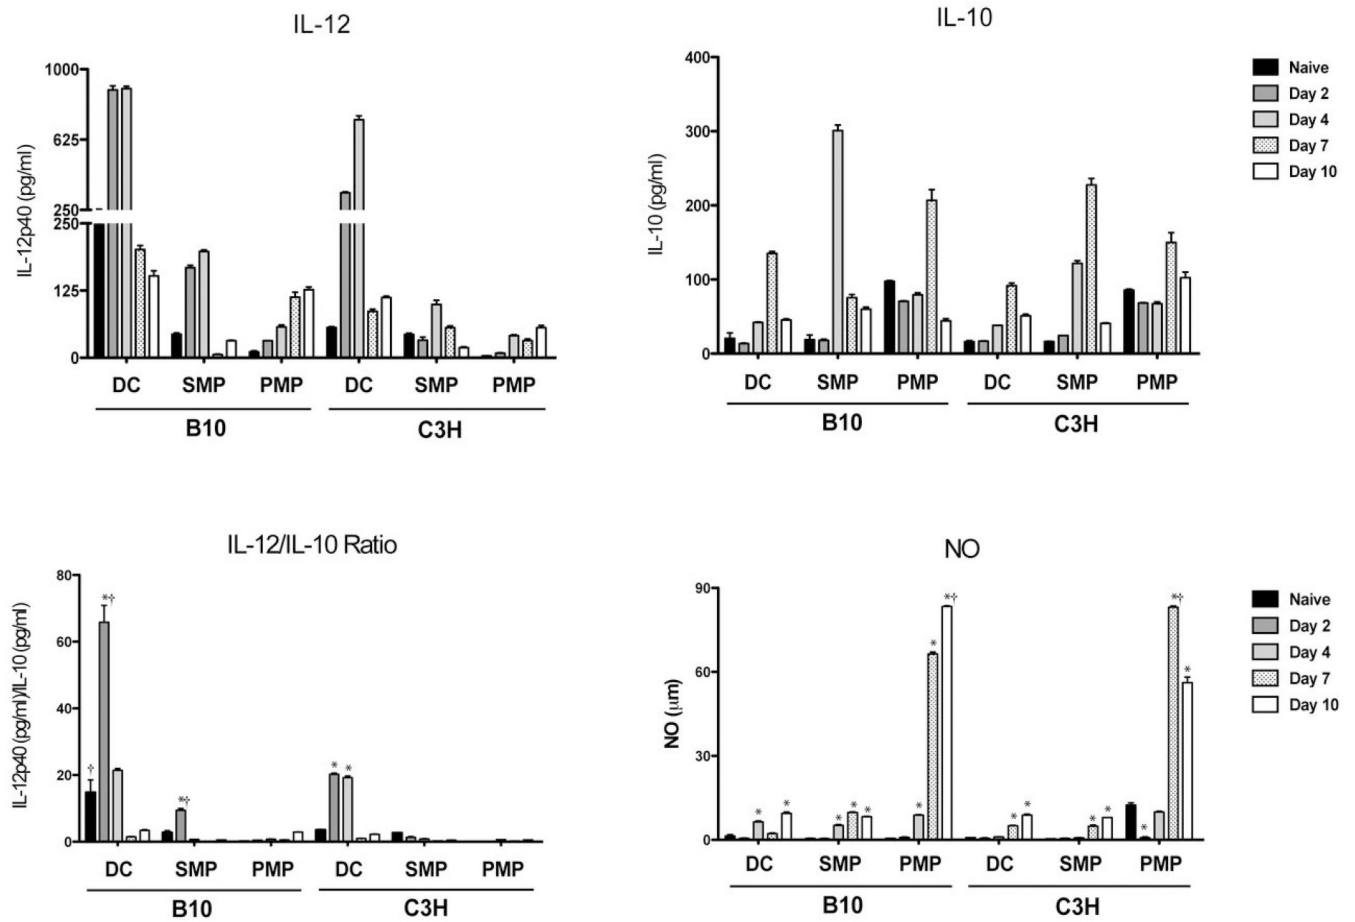 IL-12
IL-12p40 (pg/ml)
1000
625
250
250
125
0
DC SMP PMP DC SMP PMP
B10 C3H
IL-10
IL-10 (pg/ml)
400
300
200
100
0
DC SMP PMP DC SMP PMP
B10 C3H
Naive
Day 2
Day 4
Day 7
Day 10
IL-12/IL-10 Ratio
IL-12p40 (pg/ml)/IL-10 (pg/ml)
80
60
40
20
0
†
*†
*†
* *
DC SMP PMP DC SMP PMP
B10 C3H
NO
NO (μm)
90
60
30
0
* * * * * * * *† * * * * * *† *
DC SMP PMP DC SMP PMP
B10 C3H
Naive
Day 2
Day 4
Day 7
Day 10